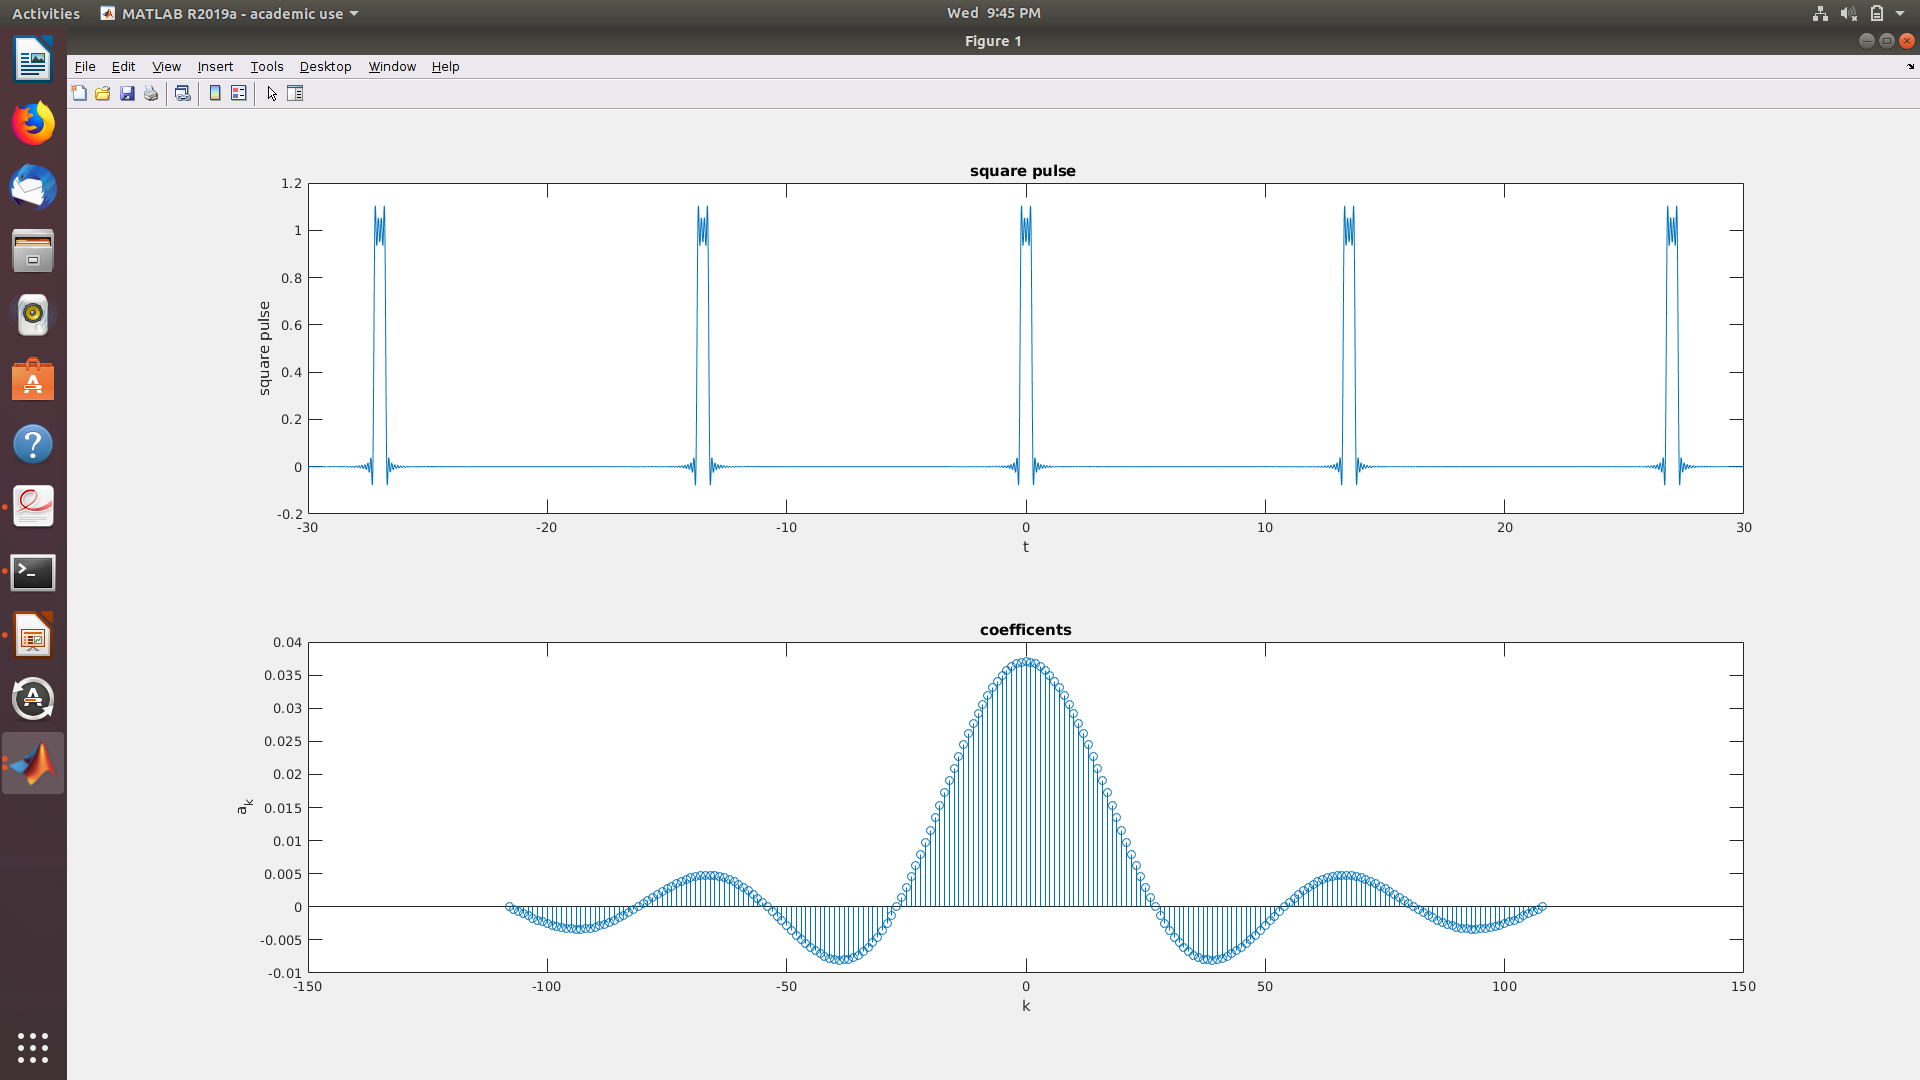 Activities MATLAB R2019a - academic use Wed 9:45 PM
Figure 1
File Edit View Insert Tools Desktop Window Help
square pulse
1.2
1
0.8
0.6
0.4
0.2
0
-0.2
square pulse
-30 -20 -10 0 10 20 30
t
coefficents
0.04
0.035
0.03
0.025
0.02
0.015
0.01
0.005
0
-0.005
-0.01
ak
-150 -100 -50 0 50 100 150
k